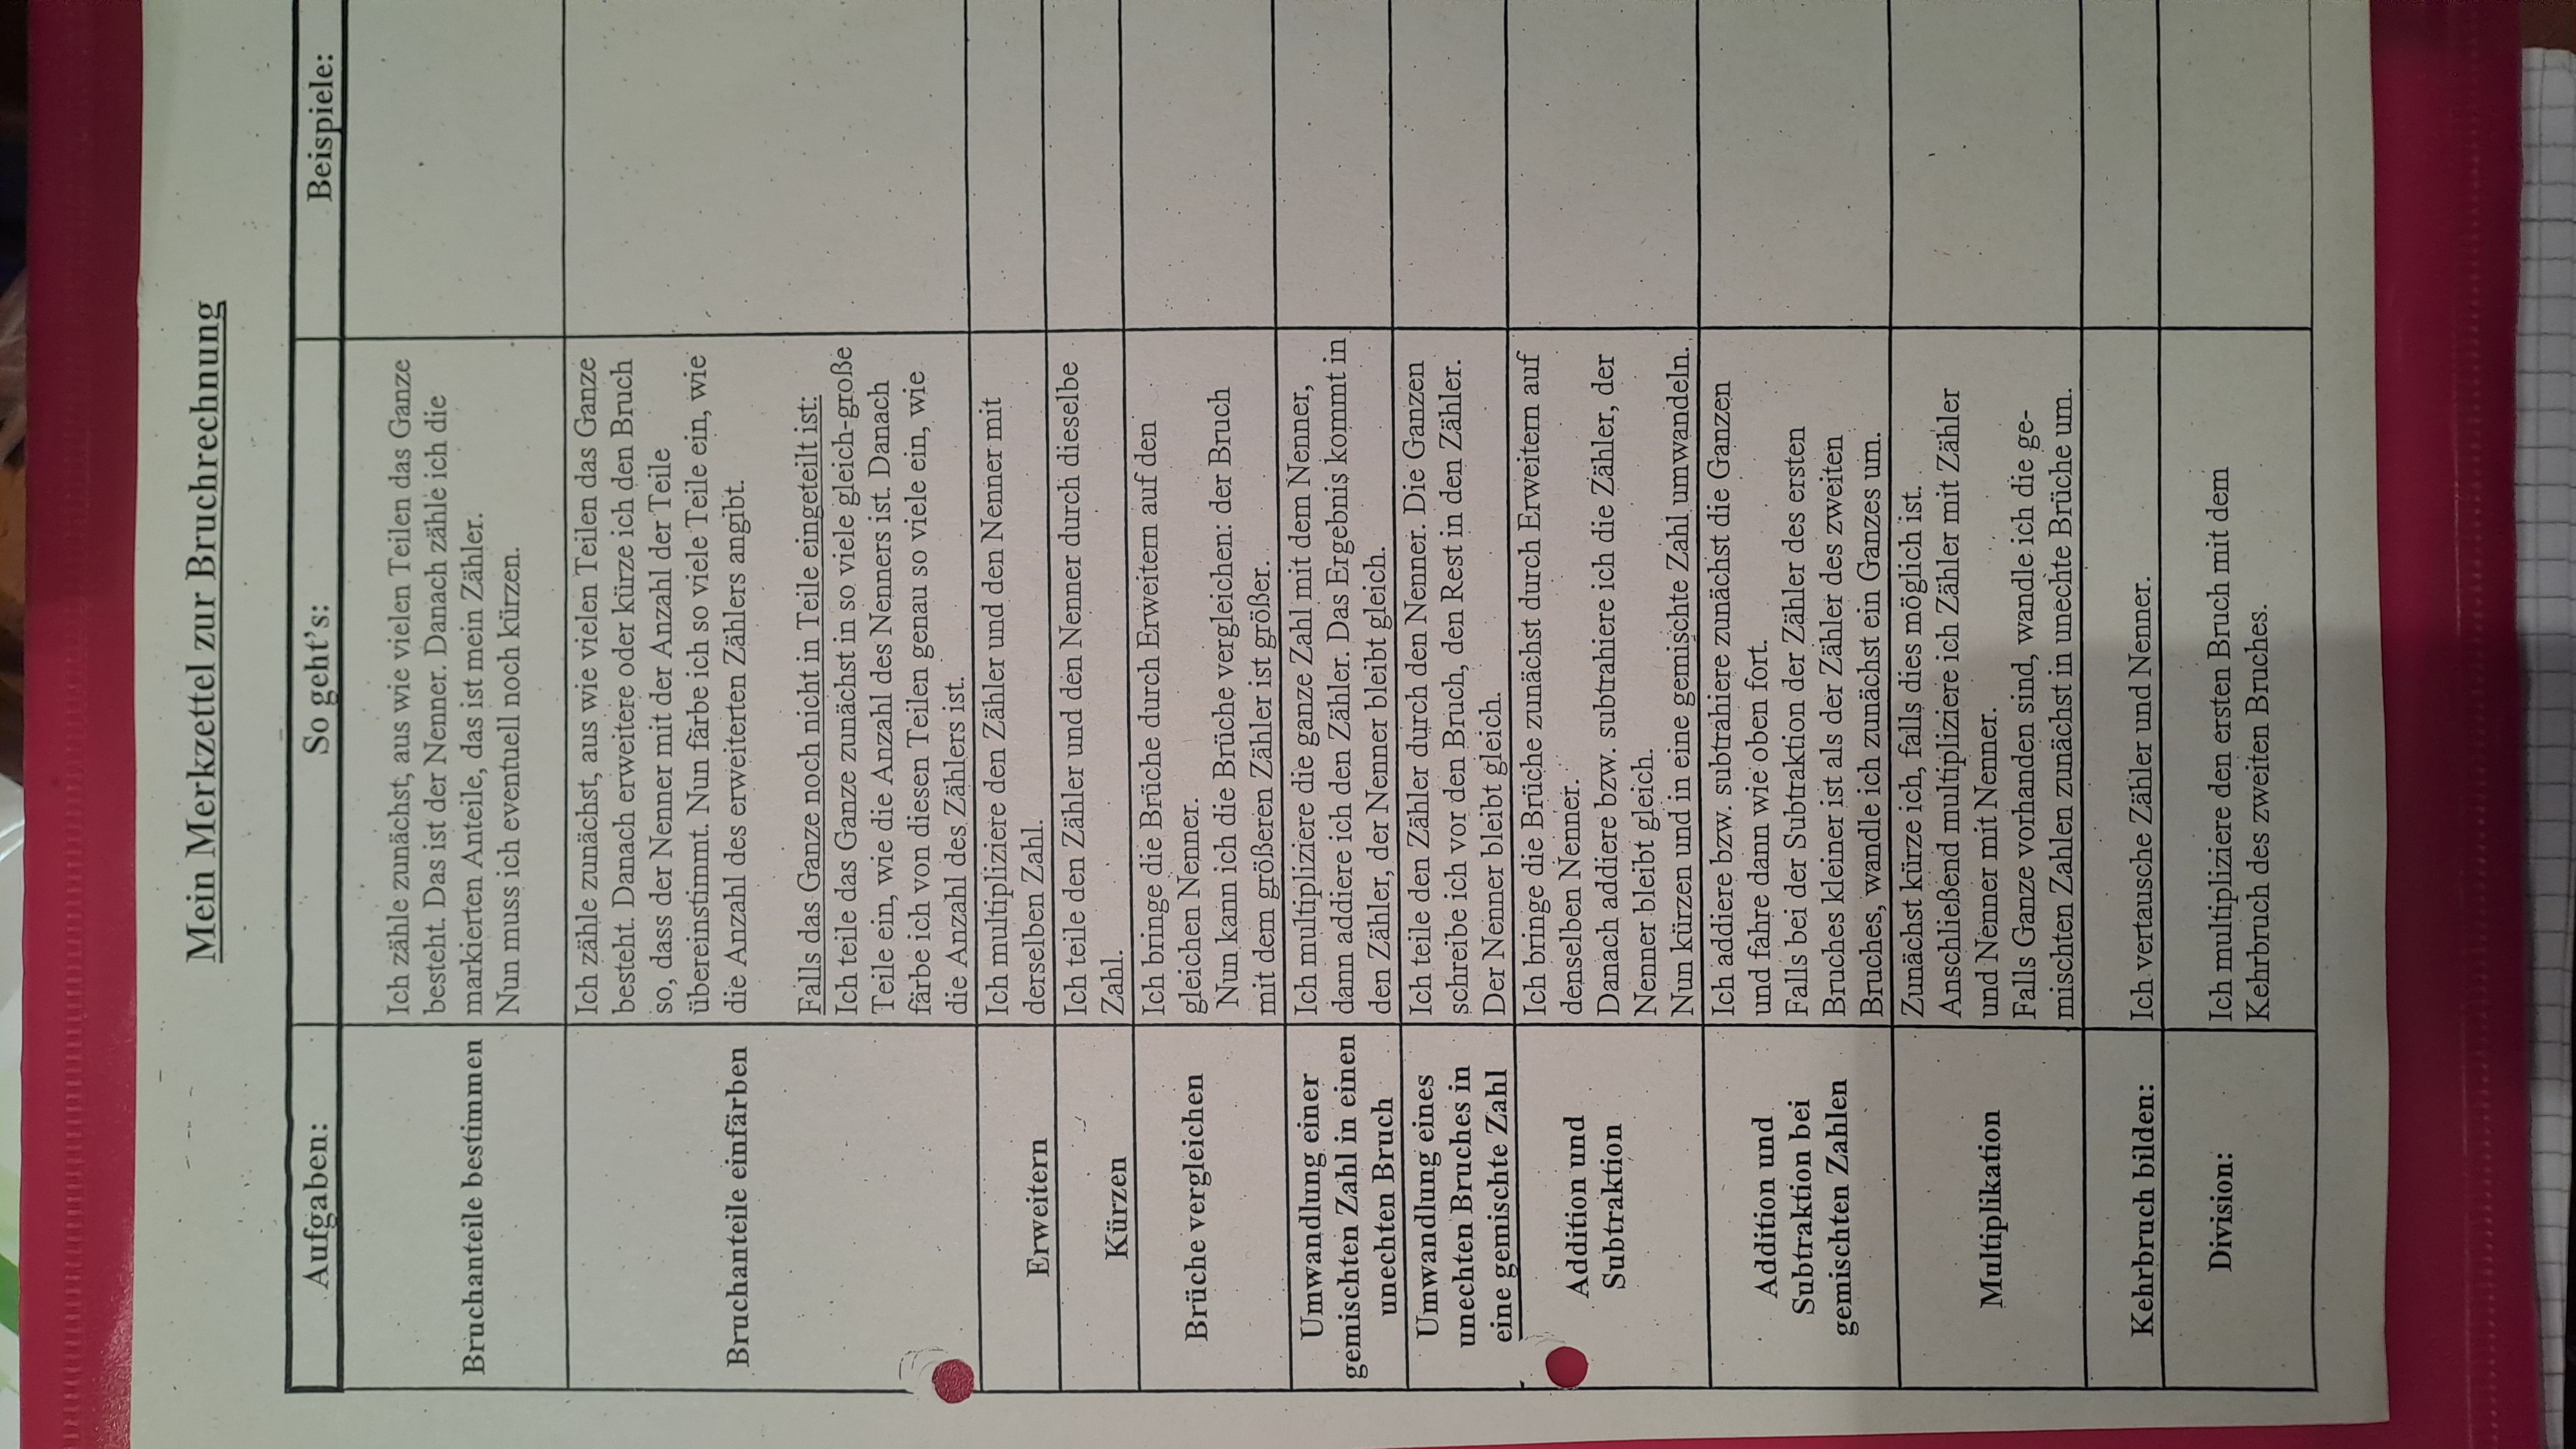 Mein Merkzettel zur Bruchrechnung
Aufgaben:
So geht's:
Beispiele:
Bruchanteile bestimmen
Ich zähle zunächst, aus wie vielen Teilen das Ganze
besteht. Das ist der Nenner. Danach zähle ich die
markierten Anteile, das ist mein Zähler.
Nun muss ich eventuell noch kürzen.
Bruchanteile einfärben
Ich zähle zunächst, aus wie vielen Teilen das Ganze
besteht. Danach erweitere oder kürze ich den Bruch
so, dass der Nenner mit der Anzahl der Teile
übereinstimmt. Nun färbe ich so viele Teile ein, wie
die Anzahl des erweiterten Zählers angibt.
Falls das Ganze noch nicht in Teile eingeteilt ist:
Ich teile das Ganze zunächst in so viele gleich-große
Teile ein, wie die Anzahl des Nenners ist. Danach
färbe ich von diesen Teilen genau so viele ein, wie
die Anzahl des Zählers ist.
Erweitern
Ich multipliziere den Zähler und den Nenner mit
derselben Zahl.
Kürzen
Ich teile den Zähler und den Nenner durch dieselbe
Zahl.
Brüche vergleichen
Ich bringe die Brüche durch Erweitern auf den
gleichen Nenner.
Nun kann ich die Brüche vergleichen: der Bruch
mit dem größeren Zähler ist größer.
Umwandlung einer
gemischten Zahl in einen
unechten Bruch
Ich multipliziere die ganze Zahl mit dem Nenner,
dann addiere ich den Zähler. Das Ergebnis kommt in
den Zähler, der Nenner bleibt gleich.
Umwandlung eines
unechten Bruches in
eine gemischte Zahl
Ich teile den Zähler durch den Nenner. Die Ganzen
schreibe ich vor den Bruch, den Rest in den Zähler.
Der Nenner bleibt gleich.
Addition und
Subtraktion
Ich bringe die Brüche zunächst durch Erweitern auf
denselben Nenner.
Danach addiere bzw. subtrahiere ich die Zähler, der
Nenner bleibt gleich.
Nun kürzen und in eine gemischte Zahl umwandeln.
Addition und
Subtraktion bei
gemischten Zahlen
Ich addiere bzw. subtrahiere zunächst die Ganzen
und fahre dann wie oben fort.
Falls bei der Subtraktion der Zähler des ersten
Bruches kleiner ist als der Zähler des zweiten
Bruches, wandle ich zunächst ein Ganzes um.
Multiplikation
Zunächst kürze ich, falls dies möglich ist.
Anschließend multipliziere ich Zähler mit Zähler
und Nenner mit Nenner.
Falls Ganze vorhanden sind, wandle ich die ge-
mischten Zahlen zunächst in unechte Brüche um.
Kehrbruch bilden:
Ich vertausche Zähler und Nenner.
Division:
Ich multipliziere den ersten Bruch mit dem
Kehrbruch des zweiten Bruches.